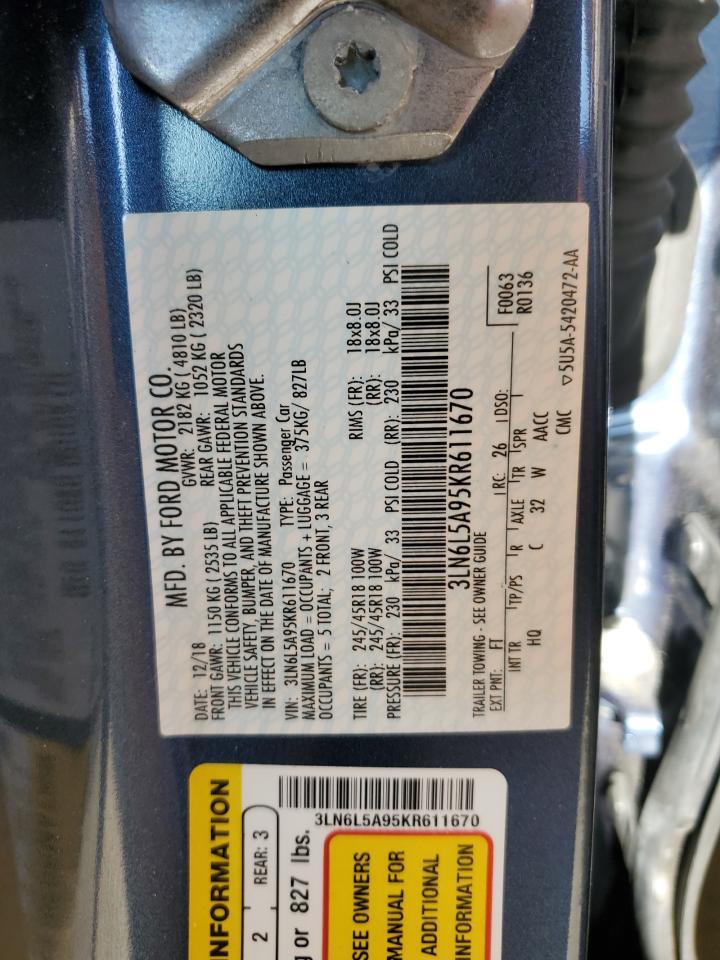 MFD. BY FORD MOTOR CO.
DATE: 12/18 GVWR: 2182 KG ( 4810 LB)
FRONT GAWR: 1150 KG ( 2535 LB) REAR GAWR: 1052 KG ( 2320 LB)
THIS VEHICLE CONFORMS TO ALL APPLICABLE FEDERAL MOTOR
VEHICLE SAFETY, BUMPER, AND THEFT PREVENTION STANDARDS
IN EFFECT ON THE DATE OF MANUFACTURE SHOWN ABOVE.
VIN: 3LN6L5A95KR611670 TYPE: Passenger Car
MAXIMUM LOAD = OCCUPANTS + LUGGAGE = 375KG/ 827LB
OCCUPANTS = 5 TOTAL; 2 FRONT, 3 REAR
TIRE (FR): 245/45R18 100W RIMS (FR): 18x8.0J
(RR): 245/45R18 100W (RR): 18x8.0J
PRESSURE (FR): 230 kPa/ 33 PSI COLD (RR): 230 kPa/ 33 PSI COLD
3LN6L5A95KR611670
TRAILER TOWING - SEE OWNER GUIDE
EXT PNT: FT RC: 26 DSO: F0063
R0136
INT TR TP/PS R AXLE TR SPR
HQ C 32 W AACC
CMC
▽5U5A-5420472-AA
INFORMATION
2 REAR: 3
or 827 lbs.
3LN6L5A95KR611670
SEE OWNERS
MANUAL FOR
ADDITIONAL
INFORMATION